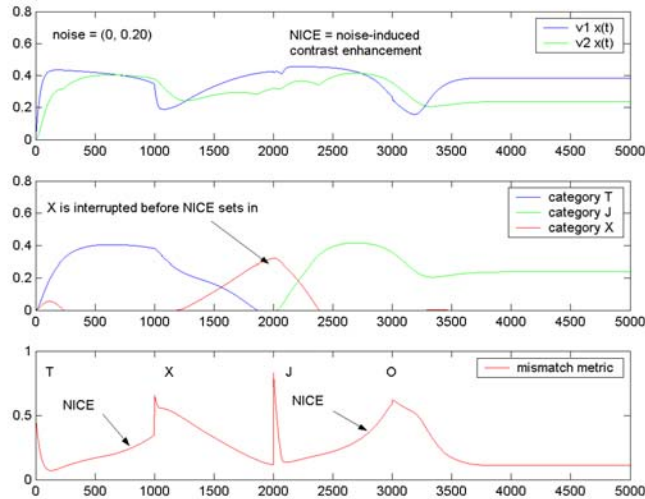 noise = (0, 0.20)
NICE = noise-induced
contrast enhancement
v1 x(t)
v2 x(t)
0.8
0.6
0.4
0.2
0
0 500 1000 1500 2000 2500 3000 3500 4000 4500 5000
X is interrupted before NICE sets in
category T
category J
category X
0.8
0.6
0.4
0.2
0
0 500 1000 1500 2000 2500 3000 3500 4000 4500 5000
T X J O
mismatch metric
NICE
NICE
1
0.5
0
0 500 1000 1500 2000 2500 3000 3500 4000 4500 5000